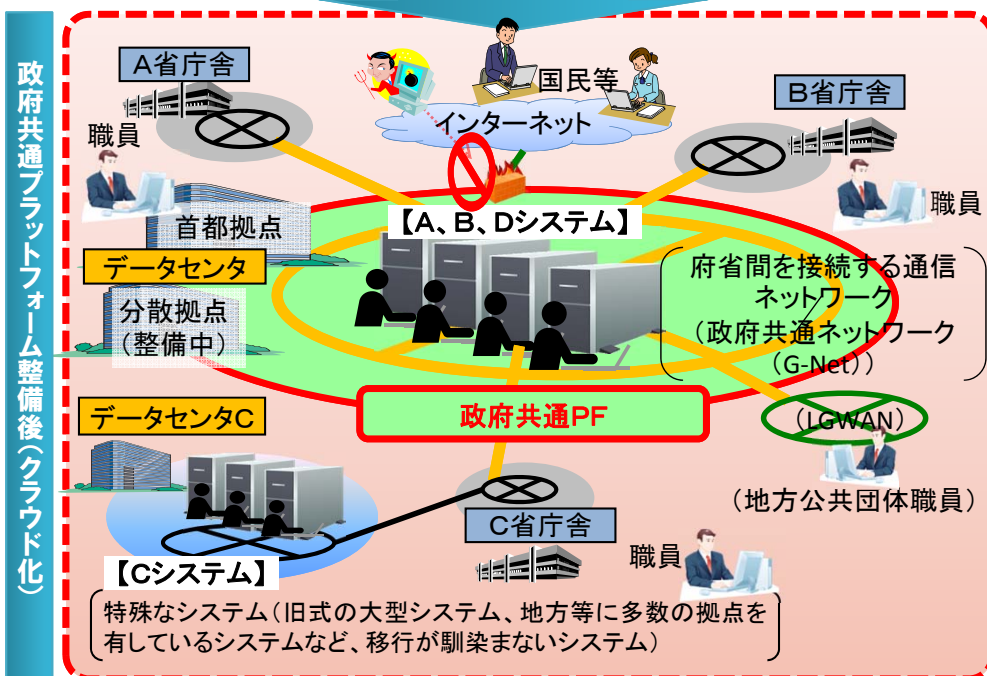 政府共通プラットフォーム整備後(クラウド化)
A省庁舎
職員
国民等
インターネット
B省庁舎
職員
首都拠点
データセンタ
分散拠点
(整備中)
【A、B、Dシステム】
府省間を接続する通信
ネットワーク
(政府共通ネットワーク
(G-Net))
政府共通PF
(LGWAN)
(地方公共団体職員)
データセンタC
C省庁舎
職員
【Cシステム】
特殊なシステム(旧式の大型システム、地方等に多数の拠点を
有しているシステムなど、移行が馴染まないシステム)